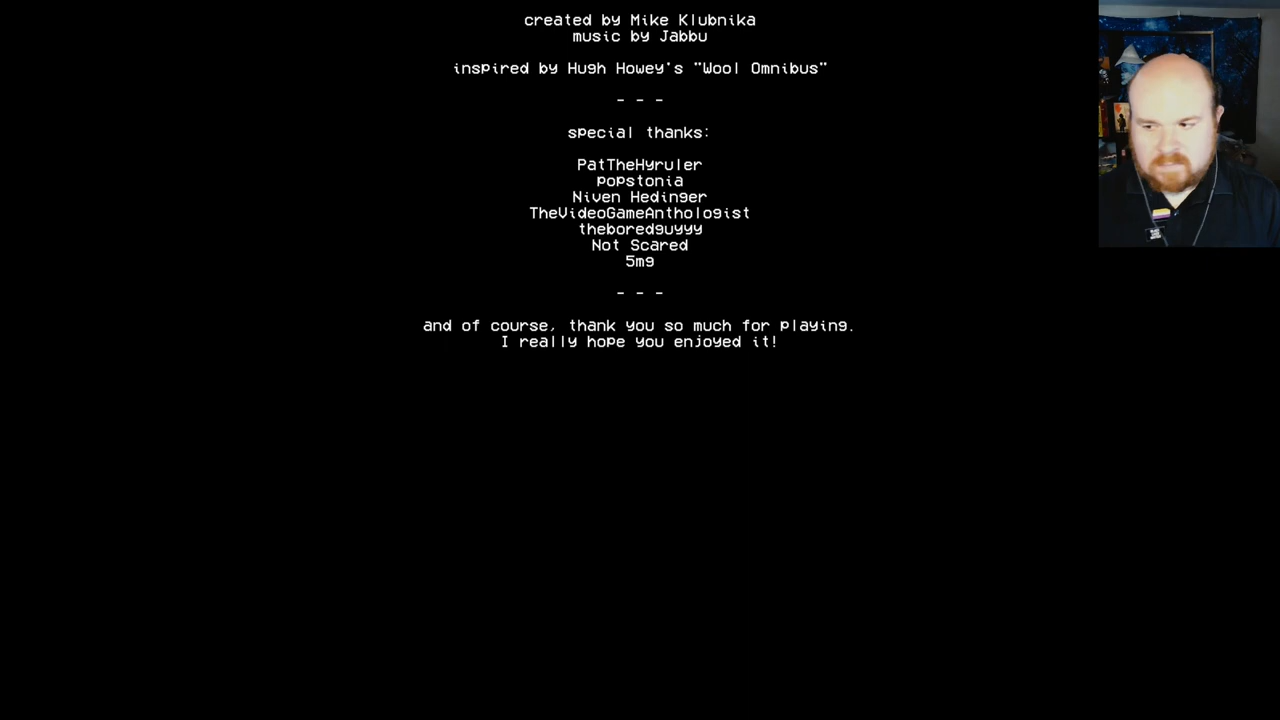 created by Mike Klubnika
music by Jabbu
inspired by Hugh Howey's "Wool Omnibus"
- - -
special thanks:
PatTheHyruler
popstonia
Niven Hedinger
TheVideoGameAnthologist
theboredguyyy
Not Scared
5mg
- - -
and of course, thank you so much for playing.
I really hope you enjoyed it!